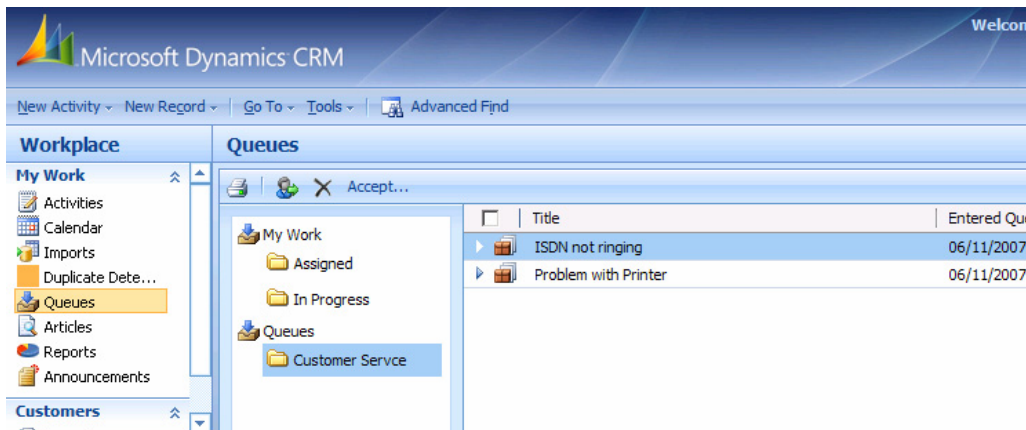 Welcom
Microsoft Dynamics CRM
New Activity New Record Go To Tools Advanced Find
Workplace
Queues
My Work
Activities
Calendar
Imports
Duplicate Dete...
Queues
Articles
Reports
Announcements
Customers
Accept...
My Work
Assigned
In Progress
Queues
Customer Servce
Title Entered Que
ISDN not ringing 06/11/2007
Problem with Printer 06/11/2007